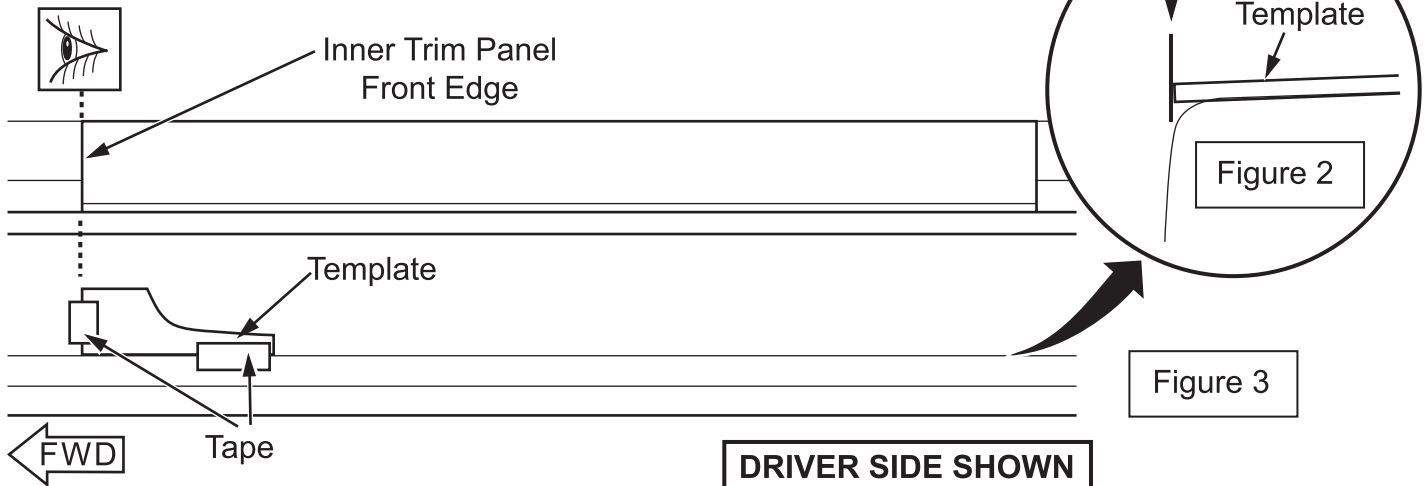 Template
Inner Trim Panel
Front Edge
Figure 2
Template
Figure 3
Tape
FWD
DRIVER SIDE SHOWN